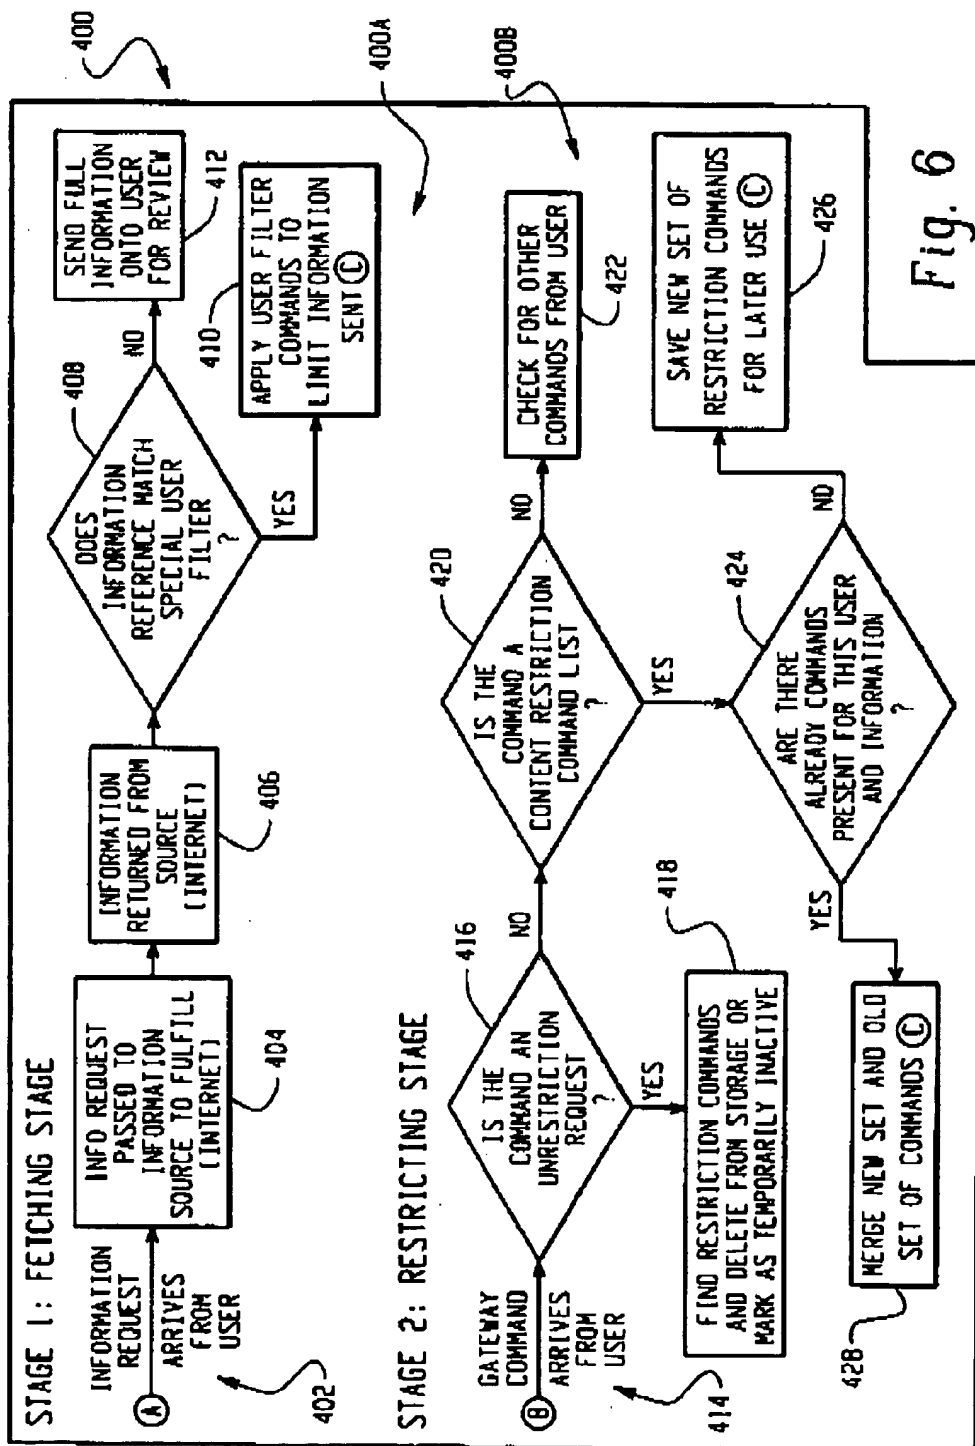 400
STAGE 1: FETCHING STAGE
A
INFORMATION
REQUEST
ARRIVES
FROM
USER
402
INFO REQUEST
PASSED TO
INFORMATION
SOURCE TO FULFILL
(INTERNET)
404
INFORMATION
RETURNED FROM
SOURCE
(INTERNET)
406
DOES
INFORMATION
REFERENCE MATCH
SPECIAL USER
FILTER
?
408
NO
SEND FULL
INFORMATION
ONTO USER
FOR REVIEW
412
YES
410
APPLY USER FILTER
COMMANDS TO
LIMIT INFORMATION
SENT C
400A
STAGE 2: RESTRICTING STAGE
400B
B
GATEWAY
COMMAND
ARRIVES
FROM
USER
414
IS THE
COMMAND AN
UNRESTRICTION
REQUEST
?
416
YES
FIND RESTRICTION COMMANDS
AND DELETE FROM STORAGE OR
MARK AS TEMPORARILY INACTIVE
418
NO
IS THE
COMMAND A
CONTENT RESTRICTION
COMMAND LIST
?
420
NO
CHECK FOR OTHER
COMMANDS FROM USER
422
YES
ARE THERE
ALREADY COMMANDS
PRESENT FOR THIS USER
AND INFORMATION
?
424
NO
SAVE NEW SET OF
RESTRICTION COMMANDS
FOR LATER USE C
426
YES
MERGE NEW SET AND OLD
SET OF COMMANDS C
428
Fig. 6